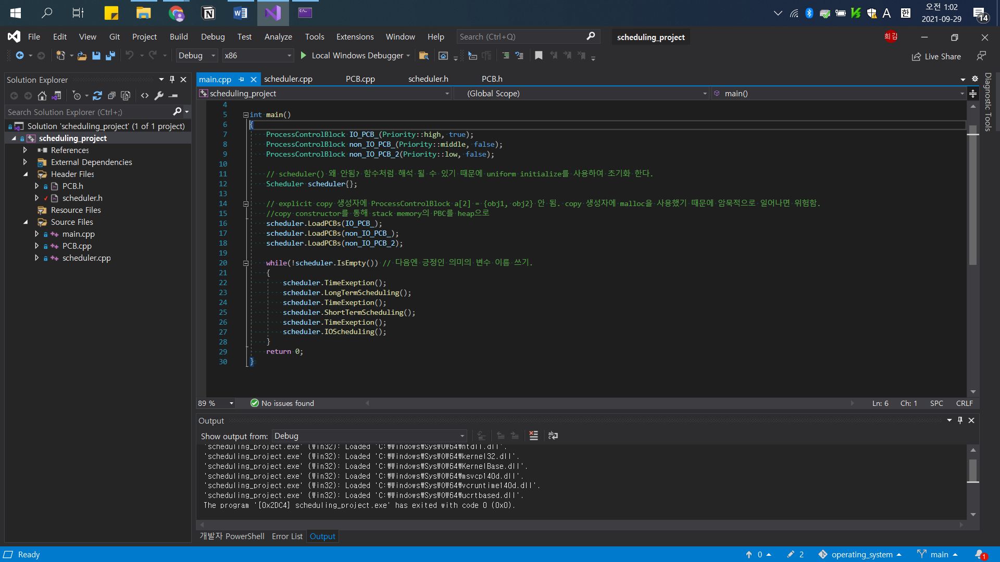 오전 1:02
2021-09-29
A
한
14
File Edit View Git Project Build Debug Test Analyze Tools Extensions Window Help Search (Ctrl+Q) scheduling_project 희김
Debug x86 Local Windows Debugger Live Share
Solution Explorer
Search Solution Explorer (Ctrl+;)
Solution 'scheduling_project' (1 of 1 project)
scheduling_project
References
External Dependencies
Header Files
PCB.h
scheduler.h
Resource Files
Source Files
main.cpp
PCB.cpp
scheduler.cpp
main.cpp scheduler.cpp PCB.cpp scheduler.h PCB.h
scheduling_project (Global Scope) main()
4
5 int main()
6 {
7 ProcessControlBlock IO_PCB_(Priority::high, true);
8 ProcessControlBlock non_IO_PCB_(Priority::middle, false);
9 ProcessControlBlock non_IO_PCB_2(Priority::low, false);
10
11 // scheduler() 왜 안됨? 함수처럼 해석 될 수 있기 때문에 uniform initialize를 사용하여 초기화 한다.
12 Scheduler scheduler{};
13
14 // explicit copy 생성자에 ProcessControlBlock a[2] = {obj1, obj2} 안 됨. copy 생성자에 malloc을 사용했기 때문에 암묵적으로 일어나면 위험함.
15 //copy constructor를 통해 stack memory의 PBC를 heap으로
16 scheduler.LoadPCBs(IO_PCB_);
17 scheduler.LoadPCBs(non_IO_PCB_);
18 scheduler.LoadPCBs(non_IO_PCB_2);
19
20 while(!scheduler.IsEmpty()) // 다음엔 긍정인 의미의 변수 이름 쓰기.
21 {
22 scheduler.TimeExeption();
23 scheduler.LongTermScheduling();
24 scheduler.TimeExeption();
25 scheduler.ShortTermScheduling();
26 scheduler.TimeExeption();
27 scheduler.IOScheduling();
28 }
29 return 0;
30 }
Diagnostic Tools
89 % No issues found Ln: 6 Ch: 1 SPC CRLF
Output
Show output from: Debug
'scheduling_project.exe' (Win32): Loaded 'C:₩Windows₩SysWOW64₩ntdll.dll'.
'scheduling_project.exe' (Win32): Loaded 'C:₩Windows₩SysWOW64₩kernel32.dll'.
'scheduling_project.exe' (Win32): Loaded 'C:₩Windows₩SysWOW64₩KernelBase.dll'.
'scheduling_project.exe' (Win32): Loaded 'C:₩Windows₩SysWOW64₩msvcp140d.dll'.
'scheduling_project.exe' (Win32): Loaded 'C:₩Windows₩SysWOW64₩vcruntime140d.dll'.
'scheduling_project.exe' (Win32): Loaded 'C:₩Windows₩SysWOW64₩ucrtbased.dll'.
The program '[0x2DC4] scheduling_project.exe' has exited with code 0 (0x0).
개발자 PowerShell Error List Output
Ready 0 2 operating_system main 1